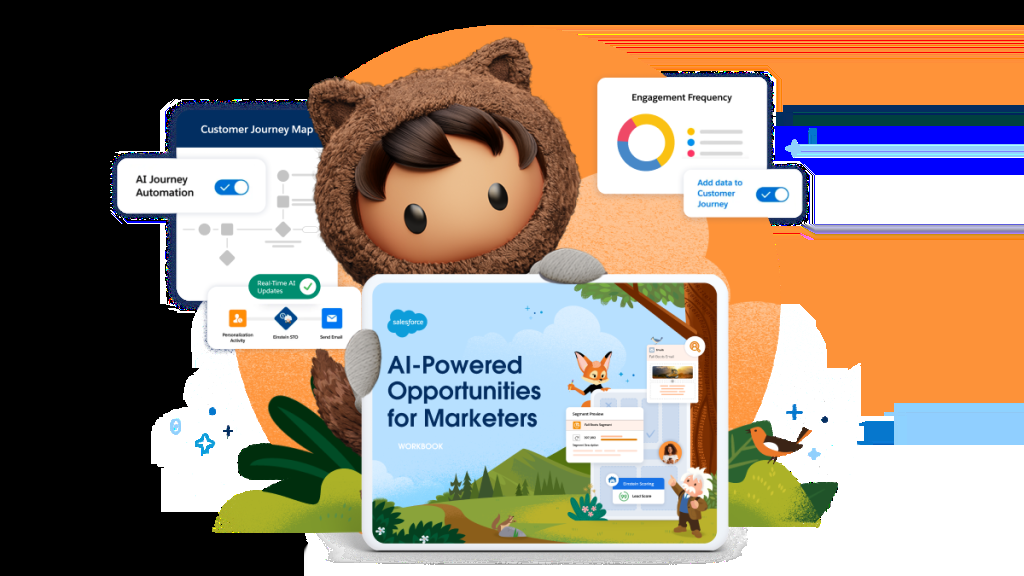 Customer Journey Map
AI Journey
Automation
Real-Time AI
Updates
Personalization
Activity
Einstein STO
Send Email
Engagement Frequency
Add data to
Customer
Journey
salesforce
AI-Powered
Opportunities
for Marketers
WORKBOOK
Segment Preview
Einstein Scoring
Lead Score